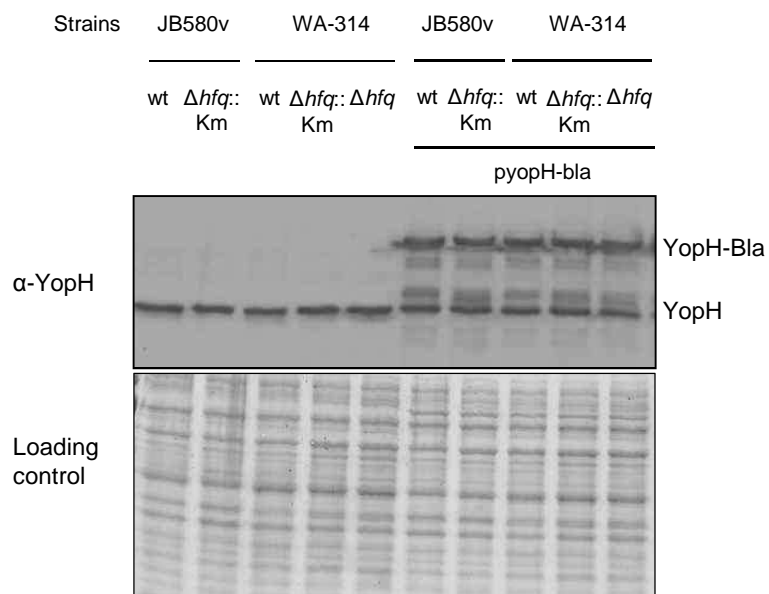 Strains JB580v WA-314 JB580v WA-314
wt Δhfq:: wt Δhfq:: Δhfq wt Δhfq:: wt Δhfq:: Δhfq
Km Km Km Km
pyopH-bla
YopH-Bla
α-YopH
YopH
Loading
control